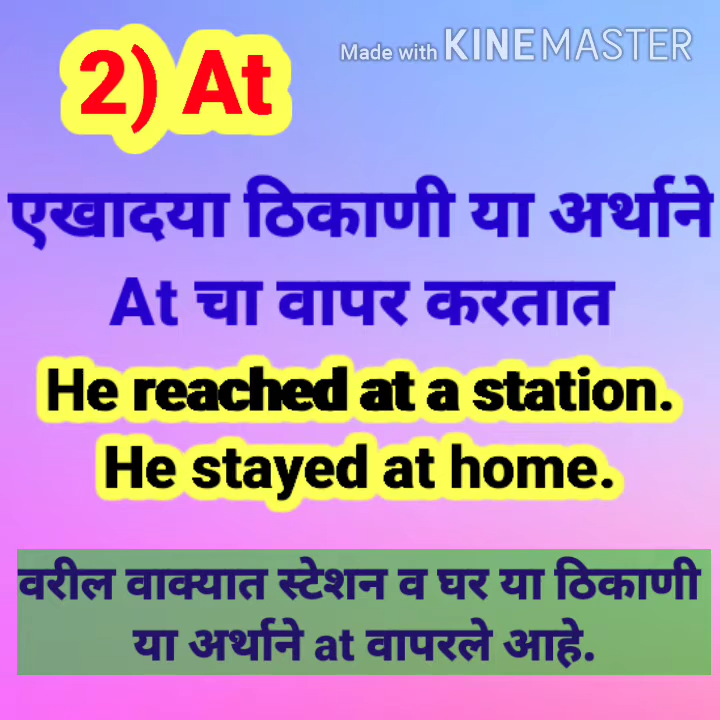 Made with KINEMASTER
2) At
एखादया ठिकाणी या अर्थाने
At चा वापर करतात
He reached at a station.
He stayed at home.
वरील वाक्यात स्टेशन व घर या ठिकाणी
या अर्थाने at वापरले आहे.